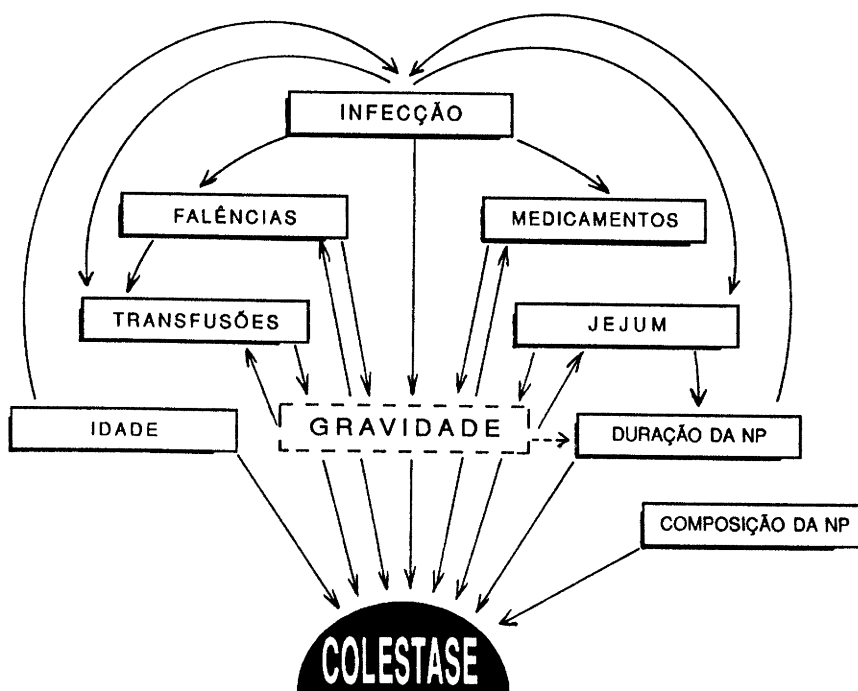 INFECÇÃO
FALÊNCIAS
MEDICAMENTOS
TRANSFUSÕES
JEJUM
IDADE
GRAVIDADE
DURAÇÃO DA NP
COMPOSIÇÃO DA NP
COLESTASE